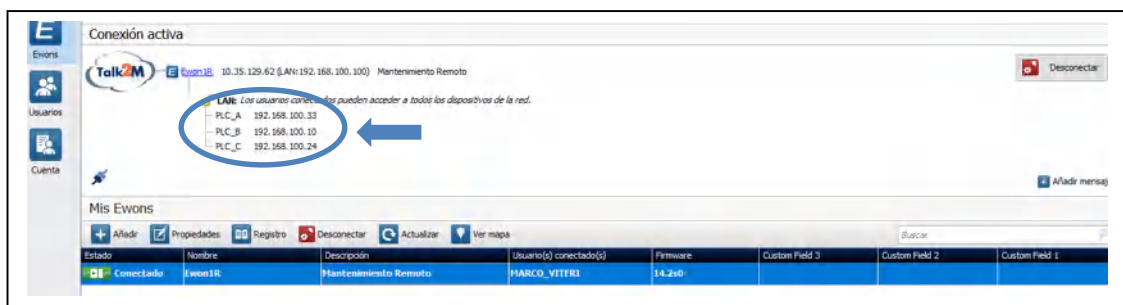 E
Ewons
Usuarios
Cuenta
Conexión activa
Talk2M
E Ewon1R 10.35.129.62 (LAN:192.168.100.100) Mantenimiento Remoto
Desconectar
LAN: Los usuarios conectados pueden acceder a todos los dispositivos de la red.
PLC_A 192.168.100.33
PLC_B 192.168.100.10
PLC_C 192.168.100.24
Añadir mensaj
Mis Ewons
Añadir Propiedades Registro Desconectar Actualizar Ver mapa Buscar
Estado Nombre Descripción Usuario(s) conectado(s) Firmware Custom Field 3 Custom Field 2 Custom Field 1
Conectado Ewon1R Mantenimiento Remoto MARCO_VITERI 14.2s0